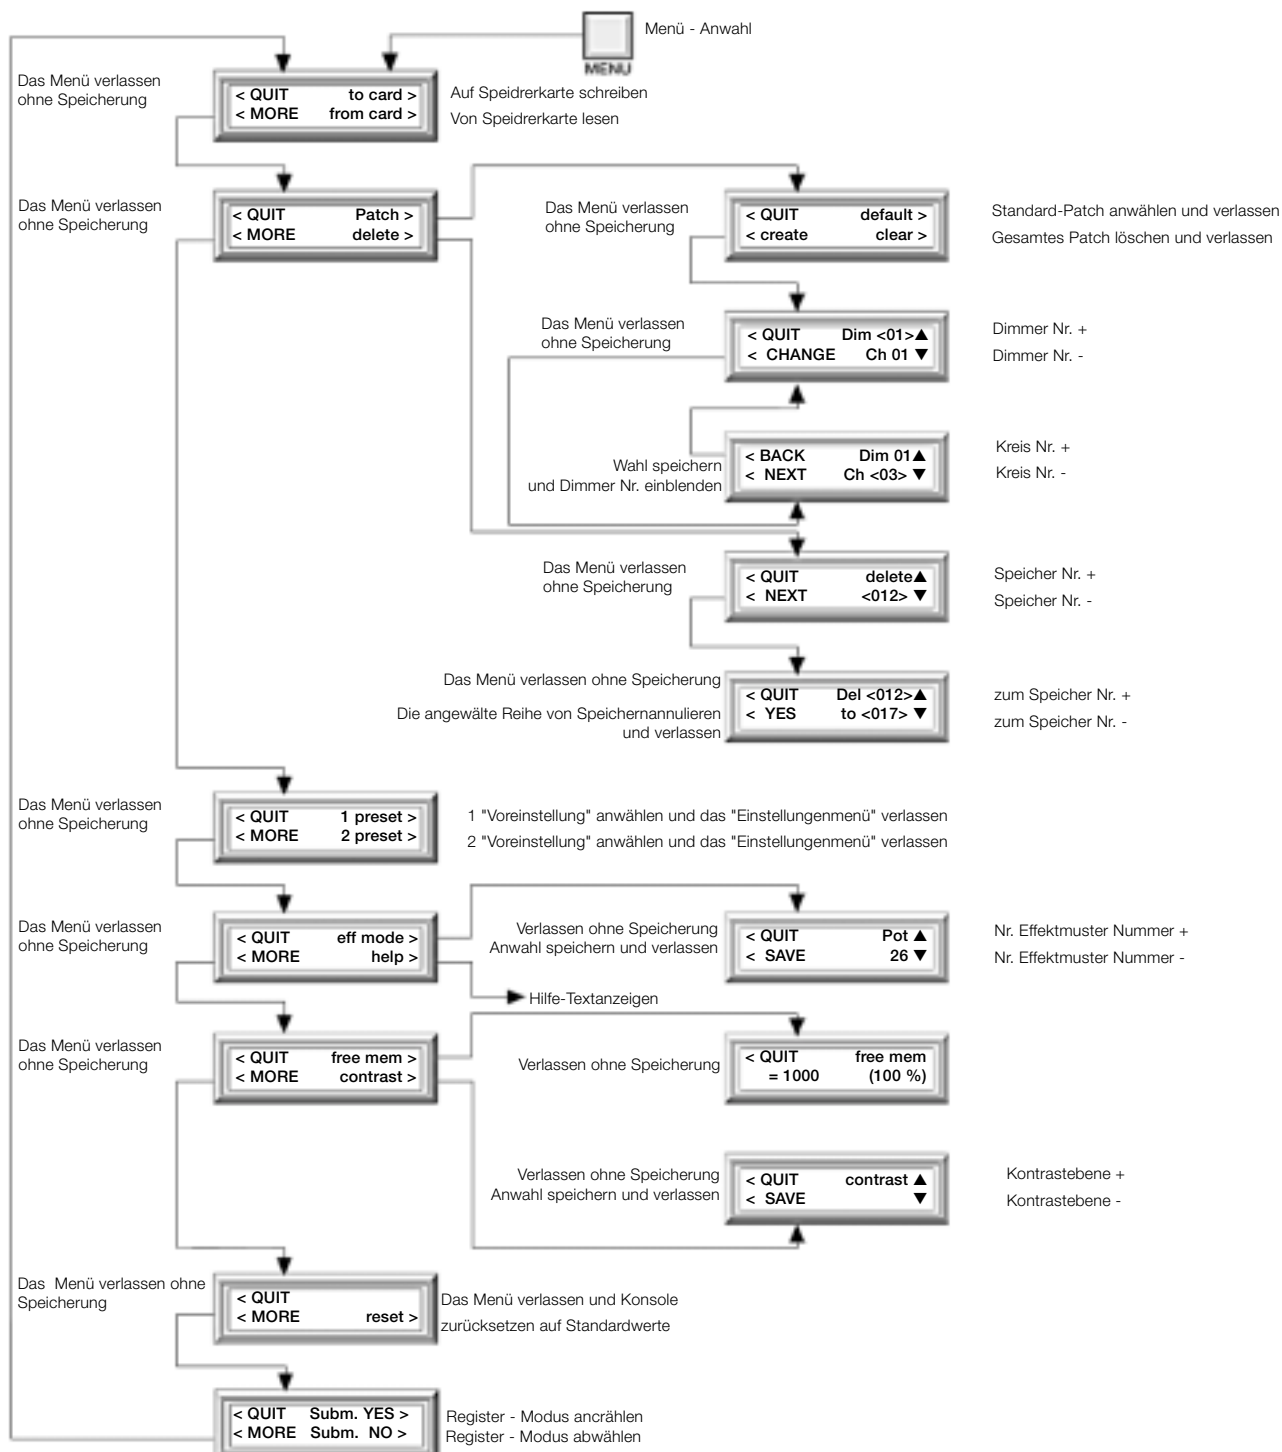 Menü - Anwahl
MENU
Das Menü verlassen
ohne Speicherung
< QUIT to card >
< MORE from card >
Auf Speidrerkarte schreiben
Von Speidrerkarte lesen
Das Menü verlassen
ohne Speicherung
< QUIT Patch >
< MORE delete >
Das Menü verlassen
ohne Speicherung
< QUIT default >
< create clear >
Standard-Patch anwählen und verlassen
Gesamtes Patch löschen und verlassen
Das Menü verlassen
ohne Speicherung
< QUIT Dim <01>▲
< CHANGE Ch 01 ▼
Dimmer Nr. +
Dimmer Nr. -
Wahl speichern
und Dimmer Nr. einblenden
< BACK Dim 01▲
< NEXT Ch <03> ▼
Kreis Nr. +
Kreis Nr. -
Das Menü verlassen
ohne Speicherung
< QUIT delete▲
< NEXT <012> ▼
Speicher Nr. +
Speicher Nr. -
Das Menü verlassen ohne Speicherung
Die angewälte Reihe von Speichernannulieren
und verlassen
< QUIT Del <012>▲
< YES to <017> ▼
zum Speicher Nr. +
zum Speicher Nr. -
Das Menü verlassen
ohne Speicherung
< QUIT 1 preset >
< MORE 2 preset >
1 "Voreinstellung" anwählen und das "Einstellungenmenü" verlassen
2 "Voreinstellung" anwählen und das "Einstellungenmenü" verlassen
Das Menü verlassen
ohne Speicherung
< QUIT eff mode >
< MORE help >
Verlassen ohne Speicherung
Anwahl speichern und verlassen
< QUIT Pot ▲
< SAVE 26 ▼
Nr. Effektmuster Nummer +
Nr. Effektmuster Nummer -
Hilfe-Textanzeigen
Das Menü verlassen
ohne Speicherung
< QUIT free mem >
< MORE contrast >
Verlassen ohne Speicherung
< QUIT free mem
= 1000 (100 %)
Verlassen ohne Speicherung
Anwahl speichern und verlassen
< QUIT contrast ▲
< SAVE ▼
Kontrastebene +
Kontrastebene -
Das Menü verlassen ohne
Speicherung
< QUIT
< MORE reset >
Das Menü verlassen und Konsole
zurücksetzen auf Standardwerte
< QUIT Subm. YES >
< MORE Subm. NO >
Register - Modus ancrählen
Register - Modus abwählen